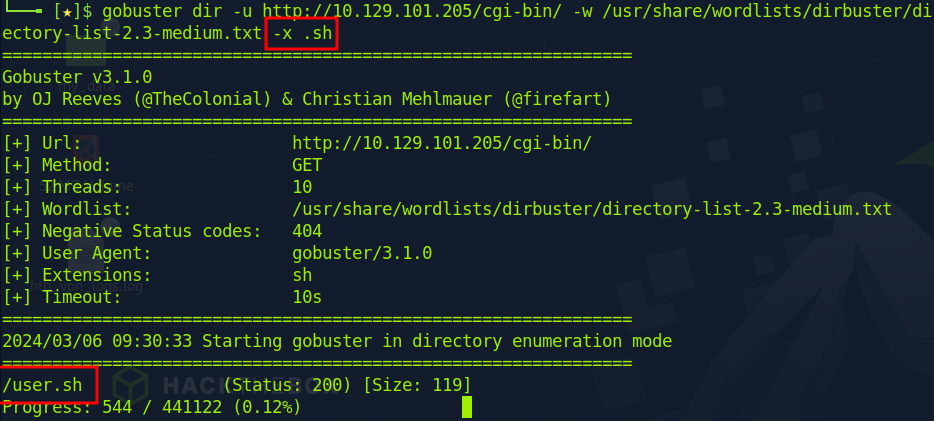 [★]$ gobuster dir -u http://10.129.101.205/cgi-bin/ -w /usr/share/wordlists/dirbuster/di
ectory-list-2.3-medium.txt -x .sh
===============================================================
Gobuster v3.1.0
my_data
by OJ Reeves (@TheColonial) & Christian Mehlmauer (@firefart)
===============================================================
[+] Url:                     http://10.129.101.205/cgi-bin/
[+] Method:                  GET
[+] Threads:                 10
[+] Wordlist:                /usr/share/wordlists/dirbuster/directory-list-2.3-medium.txt
[+] Negative Status codes:   404
[+] User Agent:              gobuster/3.1.0
[+] Extensions:              sh
[+] Timeout:                 10s
===============================================================
2024/03/06 09:30:33 Starting gobuster in directory enumeration mode
===============================================================
/user.sh              (Status: 200) [Size: 119]
Progress: 544 / 441122 (0.12%)